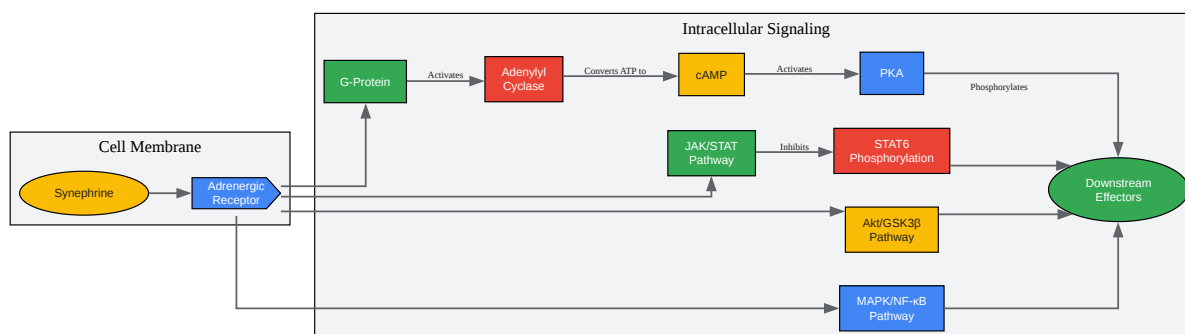 Intracellular Signaling
G-Protein
Activates
Adenylyl
Cyclase
Converts ATP to
cAMP
Activates
PKA
Phosphorylates
Cell Membrane
Synephrine
Adrenergic
Receptor
JAK/STAT
Pathway
Inhibits
STAT6
Phosphorylation
Downstream
Effectors
Akt/GSK3β
Pathway
MAPK/NF-κB
Pathway